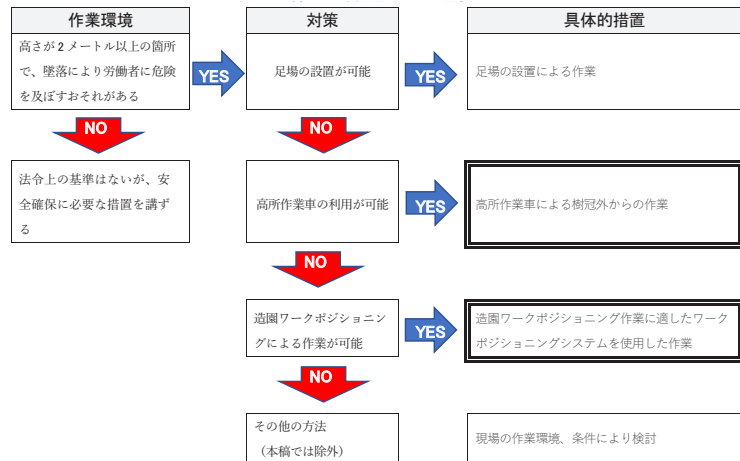 作業環境
対策
具体的措置
高さが2メートル以上の箇所
で、墜落により労働者に危険
を及ぼすおそれがある
YES
足場の設置が可能
YES
足場の設置による作業
NO
NO
法令上の基準はないが、安
全確保に必要な措置を講ず
る
高所作業車の利用が可能
YES
高所作業車による樹冠外からの作業
NO
造園ワークポジショニン
グによる作業が可能
YES
造園ワークポジショニング作業に適したワーク
ポジショニングシステムを使用した作業
NO
その他の方法
（本稿では除外）
現場の作業環境、条件により検討